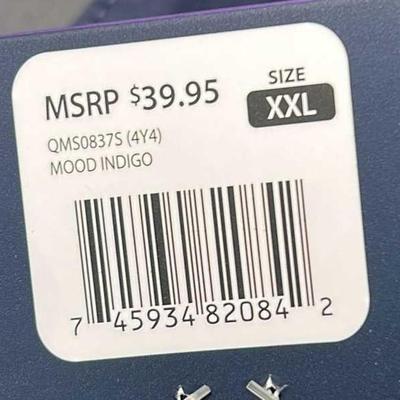 MSRP $39.95
SIZE
XXL
QMS0837S (4Y4)
MOOD INDIGO
7 45934 82084 2